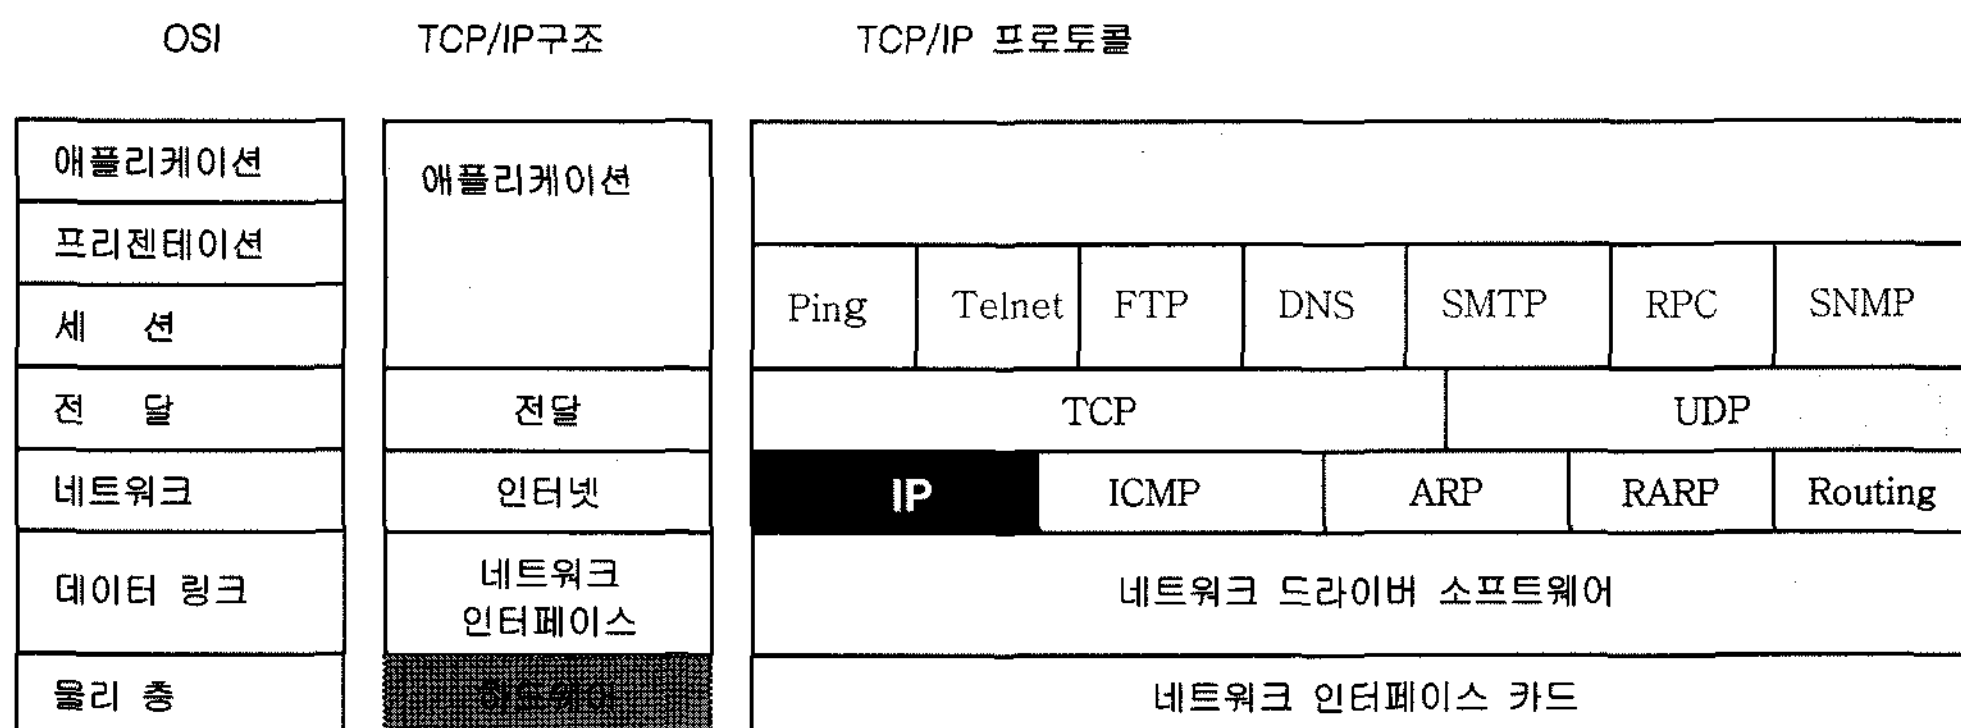 OSI TCP/IP구조 TCP/IP 프로토콜
애플리케이션 애플리케이션
프리젠테이션
세 션 Ping Telnet FTP DNS SMTP RPC SNMP
전 달 전달 TCP UDP
네트워크 인터넷 IP ICMP ARP RARP Routing
데이터 링크 네트워크 인터페이스 네트워크 드라이버 소프트웨어
물리 층 하드웨어 네트워크 인터페이스 카드